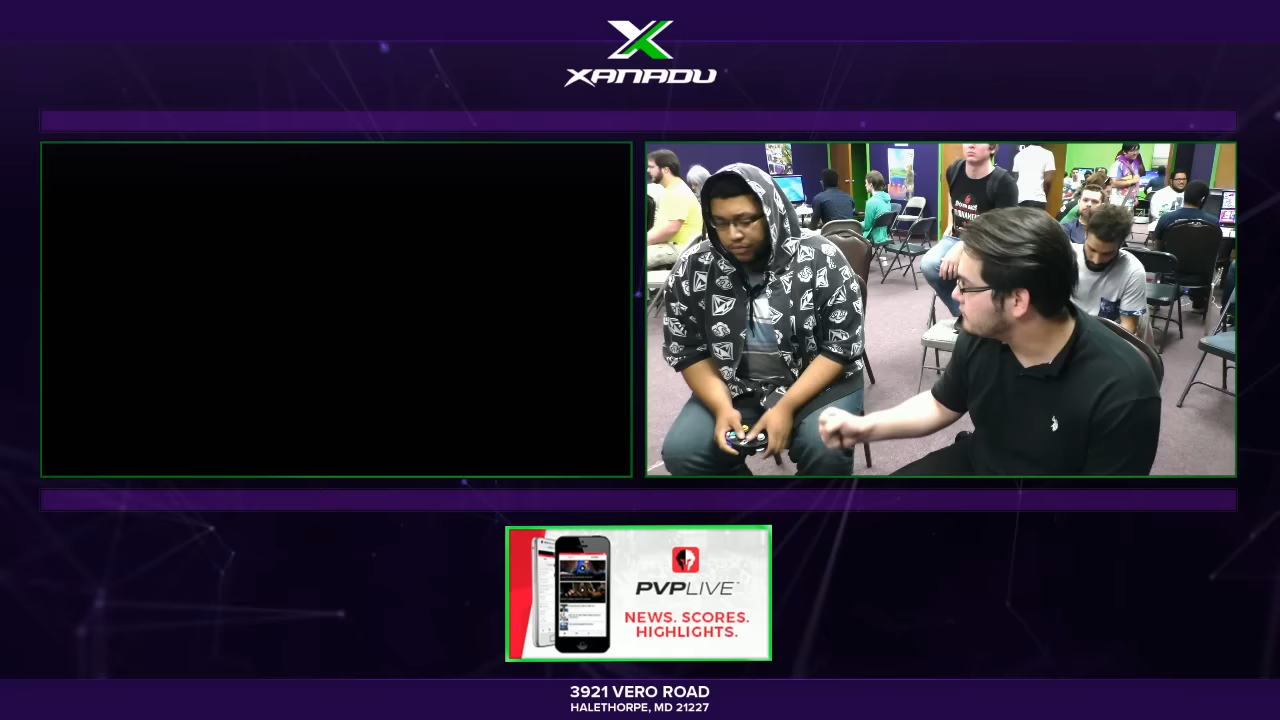 XANADU
PVPLIVE
NEWS. SCORES.
HIGHLIGHTS.
3921 VERO ROAD
HALETHORPE, MD 21227